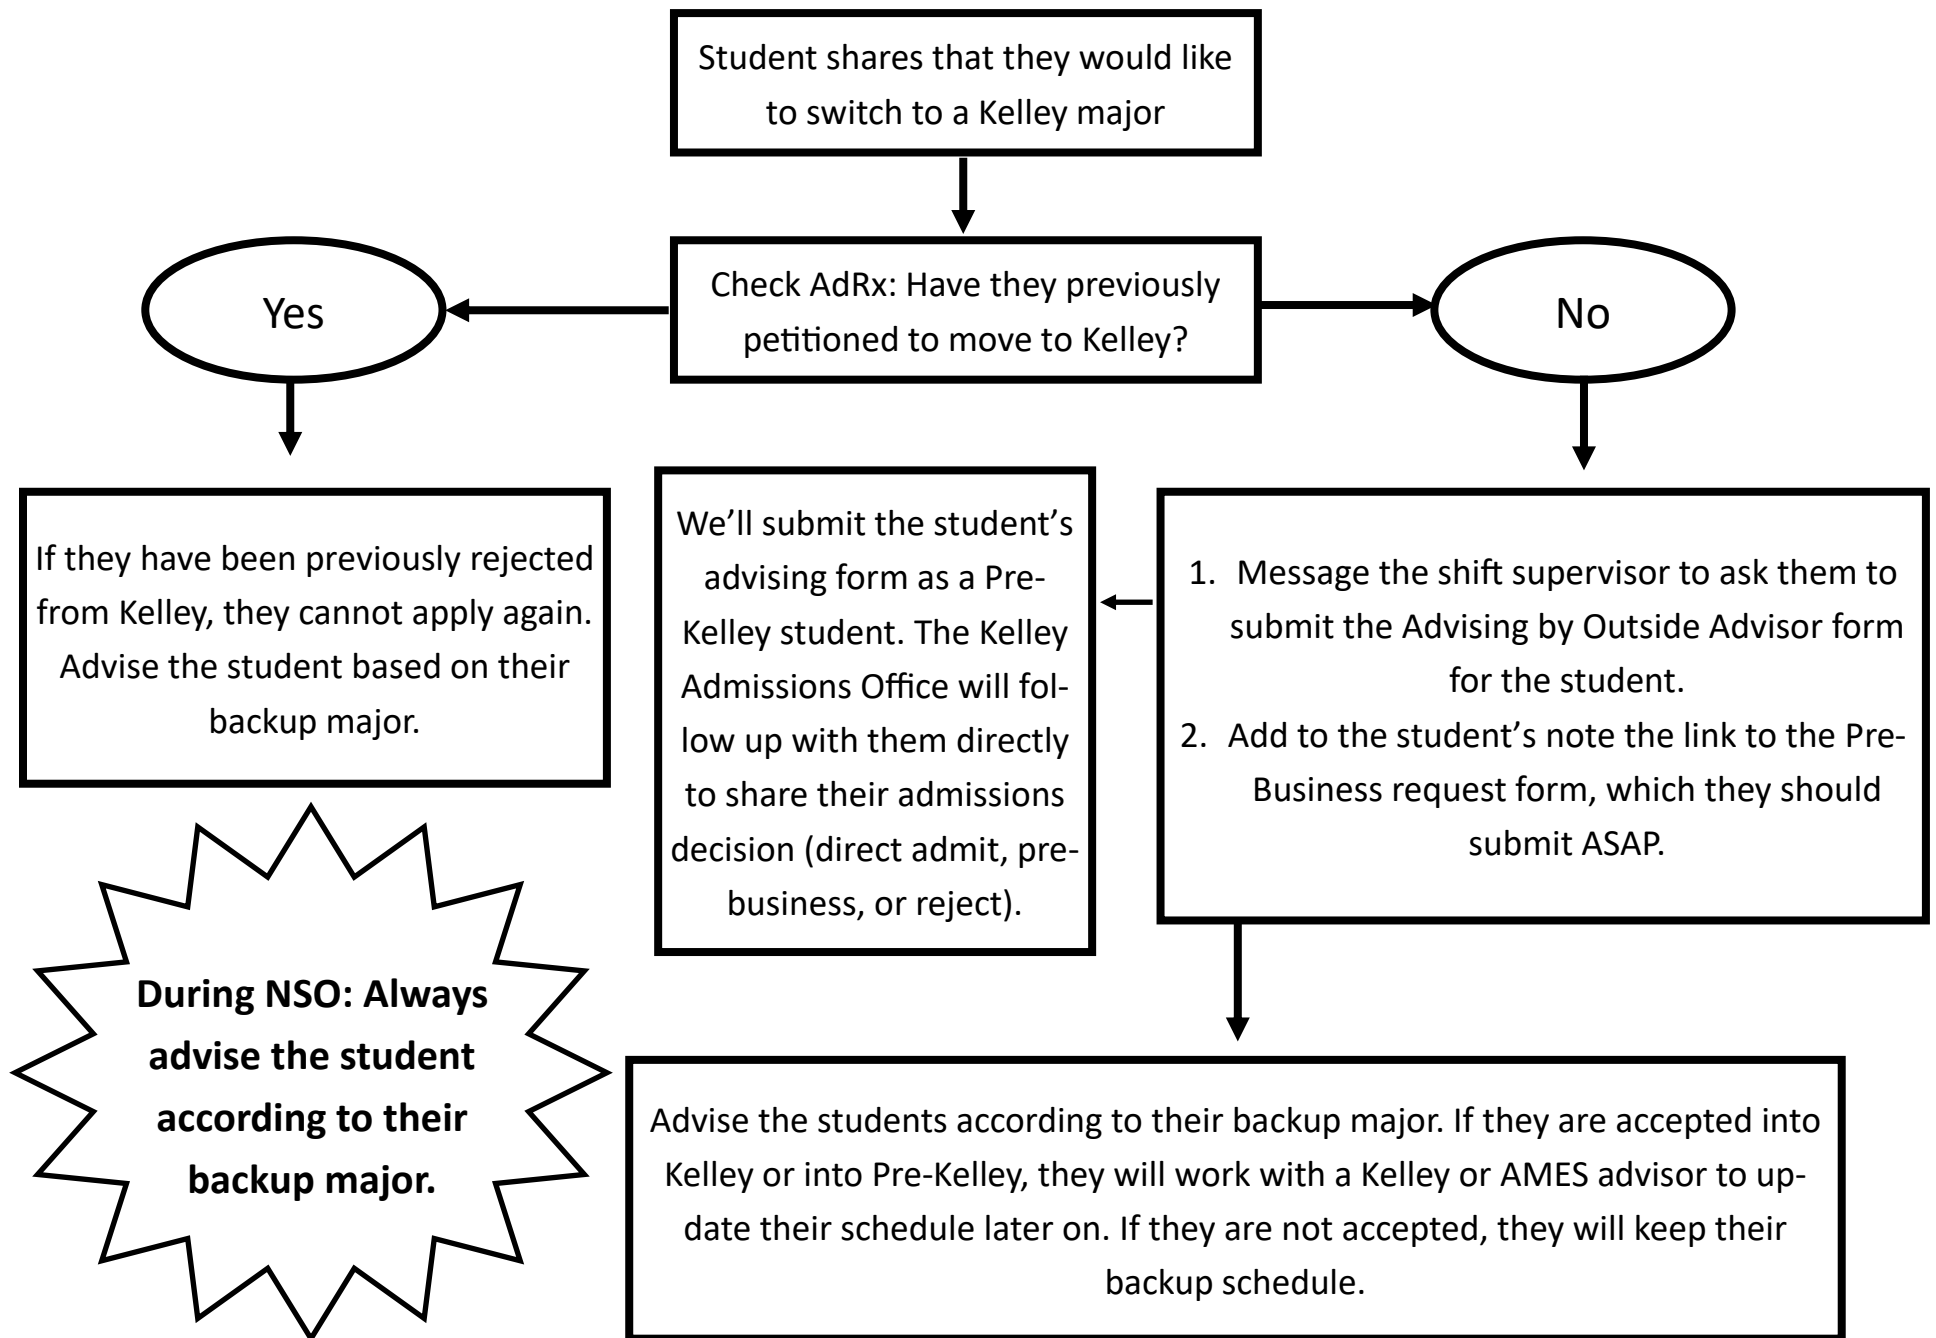 Student shares that they would like
to switch to a Kelley major
Check AdRx: Have they previously
petitioned to move to Kelley?
Yes
No
If they have been previously rejected
from Kelley, they cannot apply again.
Advise the student based on their
backup major.
We’ll submit the student’s
advising form as a Pre-
Kelley student. The Kelley
Admissions Office will fol-
low up with them directly
to share their admissions
decision (direct admit, pre-
business, or reject).
1. Message the shift supervisor to ask them to
submit the Advising by Outside Advisor form
for the student.
2. Add to the student’s note the link to the Pre-
Business request form, which they should
submit ASAP.
During NSO: Always
advise the student
according to their
backup major.
Advise the students according to their backup major. If they are accepted into
Kelley or into Pre-Kelley, they will work with a Kelley or AMES advisor to up-
date their schedule later on. If they are not accepted, they will keep their
backup schedule.